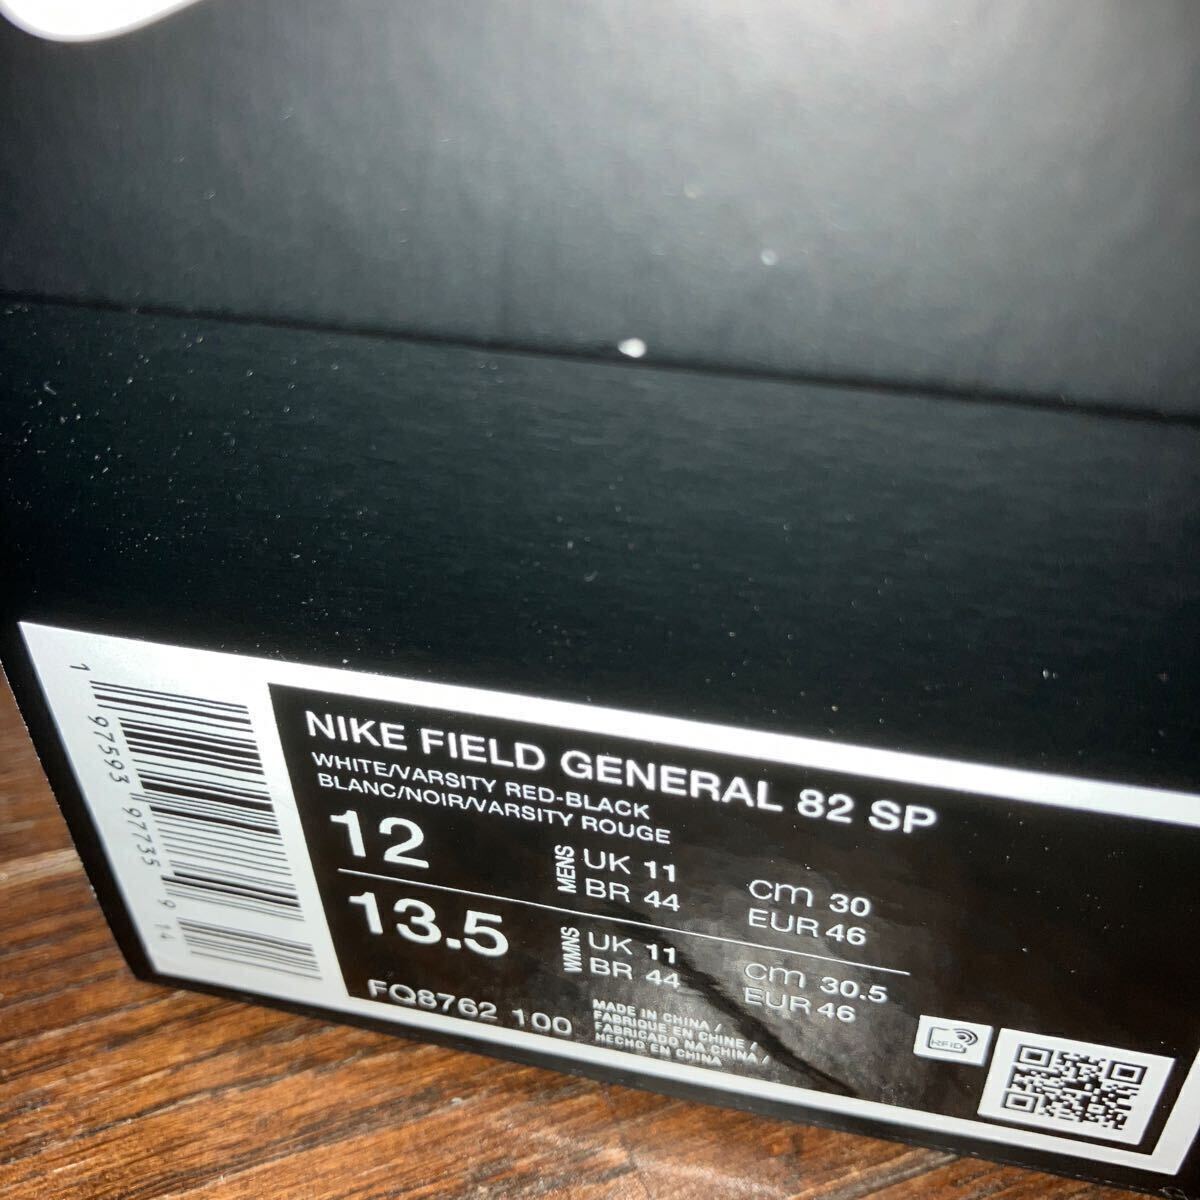 NIKE FIELD GENERAL 82 SP
WHITE/VARSITY RED-BLACK
BLANC/NOIR/VARSITY ROUGE
12 MENS UK 11 cm 30
BR 44 EUR 46
13.5 WMNS UK 11 cm 30.5
BR 44 EUR 46
FQ8762 100
MADE IN CHINA /
FABRIQUE EN CHINE /
FABRICADO NA CHINA /
HECHO EN CHINA
RFID
1 97593 97735 9 14